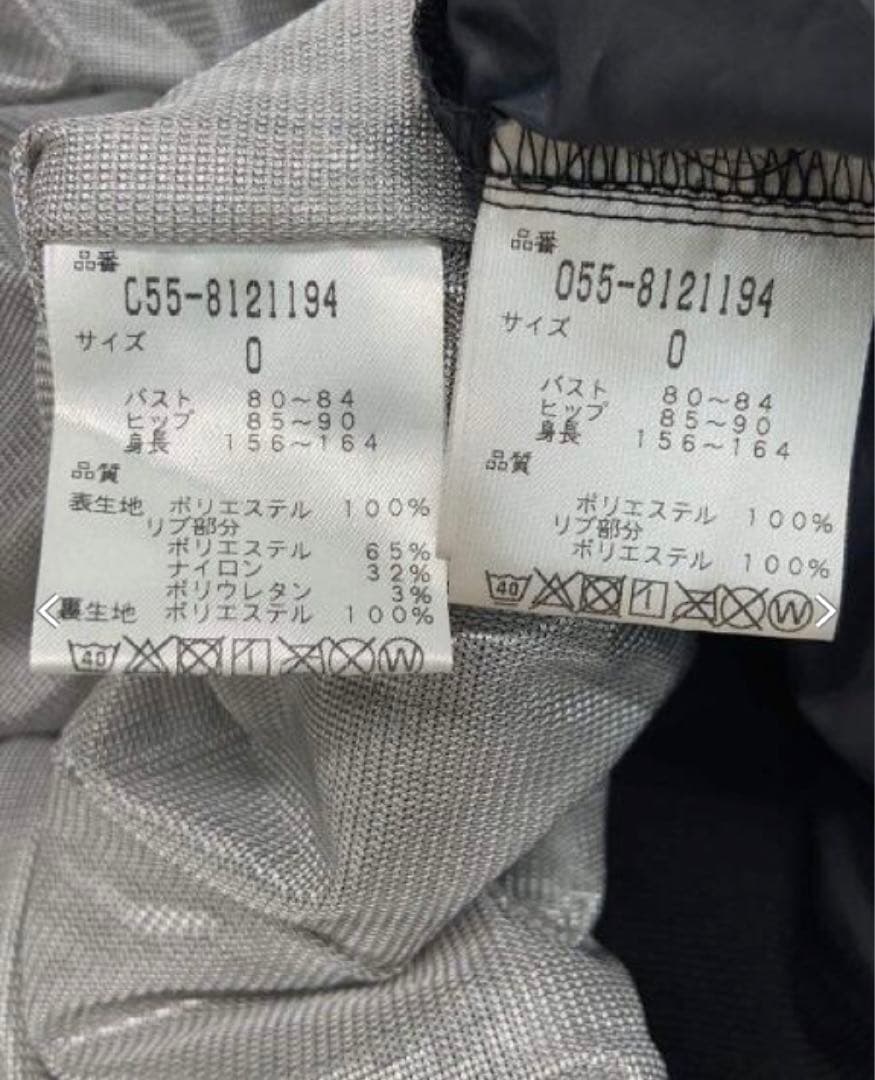 品番
055-8121194
サイズ
0
バスト 80~84
ヒップ 85~90
身長 156~164
品質
表生地 ポリエステル 100%
リブ部分
ポリエステル 65%
ナイロン 32%
ポリウレタン 3%
裏生地 ポリエステル 100%
40 1 W
品番
055-8121194
サイズ
0
バスト 80~84
ヒップ 85~90
身長 156~164
品質
ポリエステル 100%
リブ部分
ポリエステル 100%
40 1 W